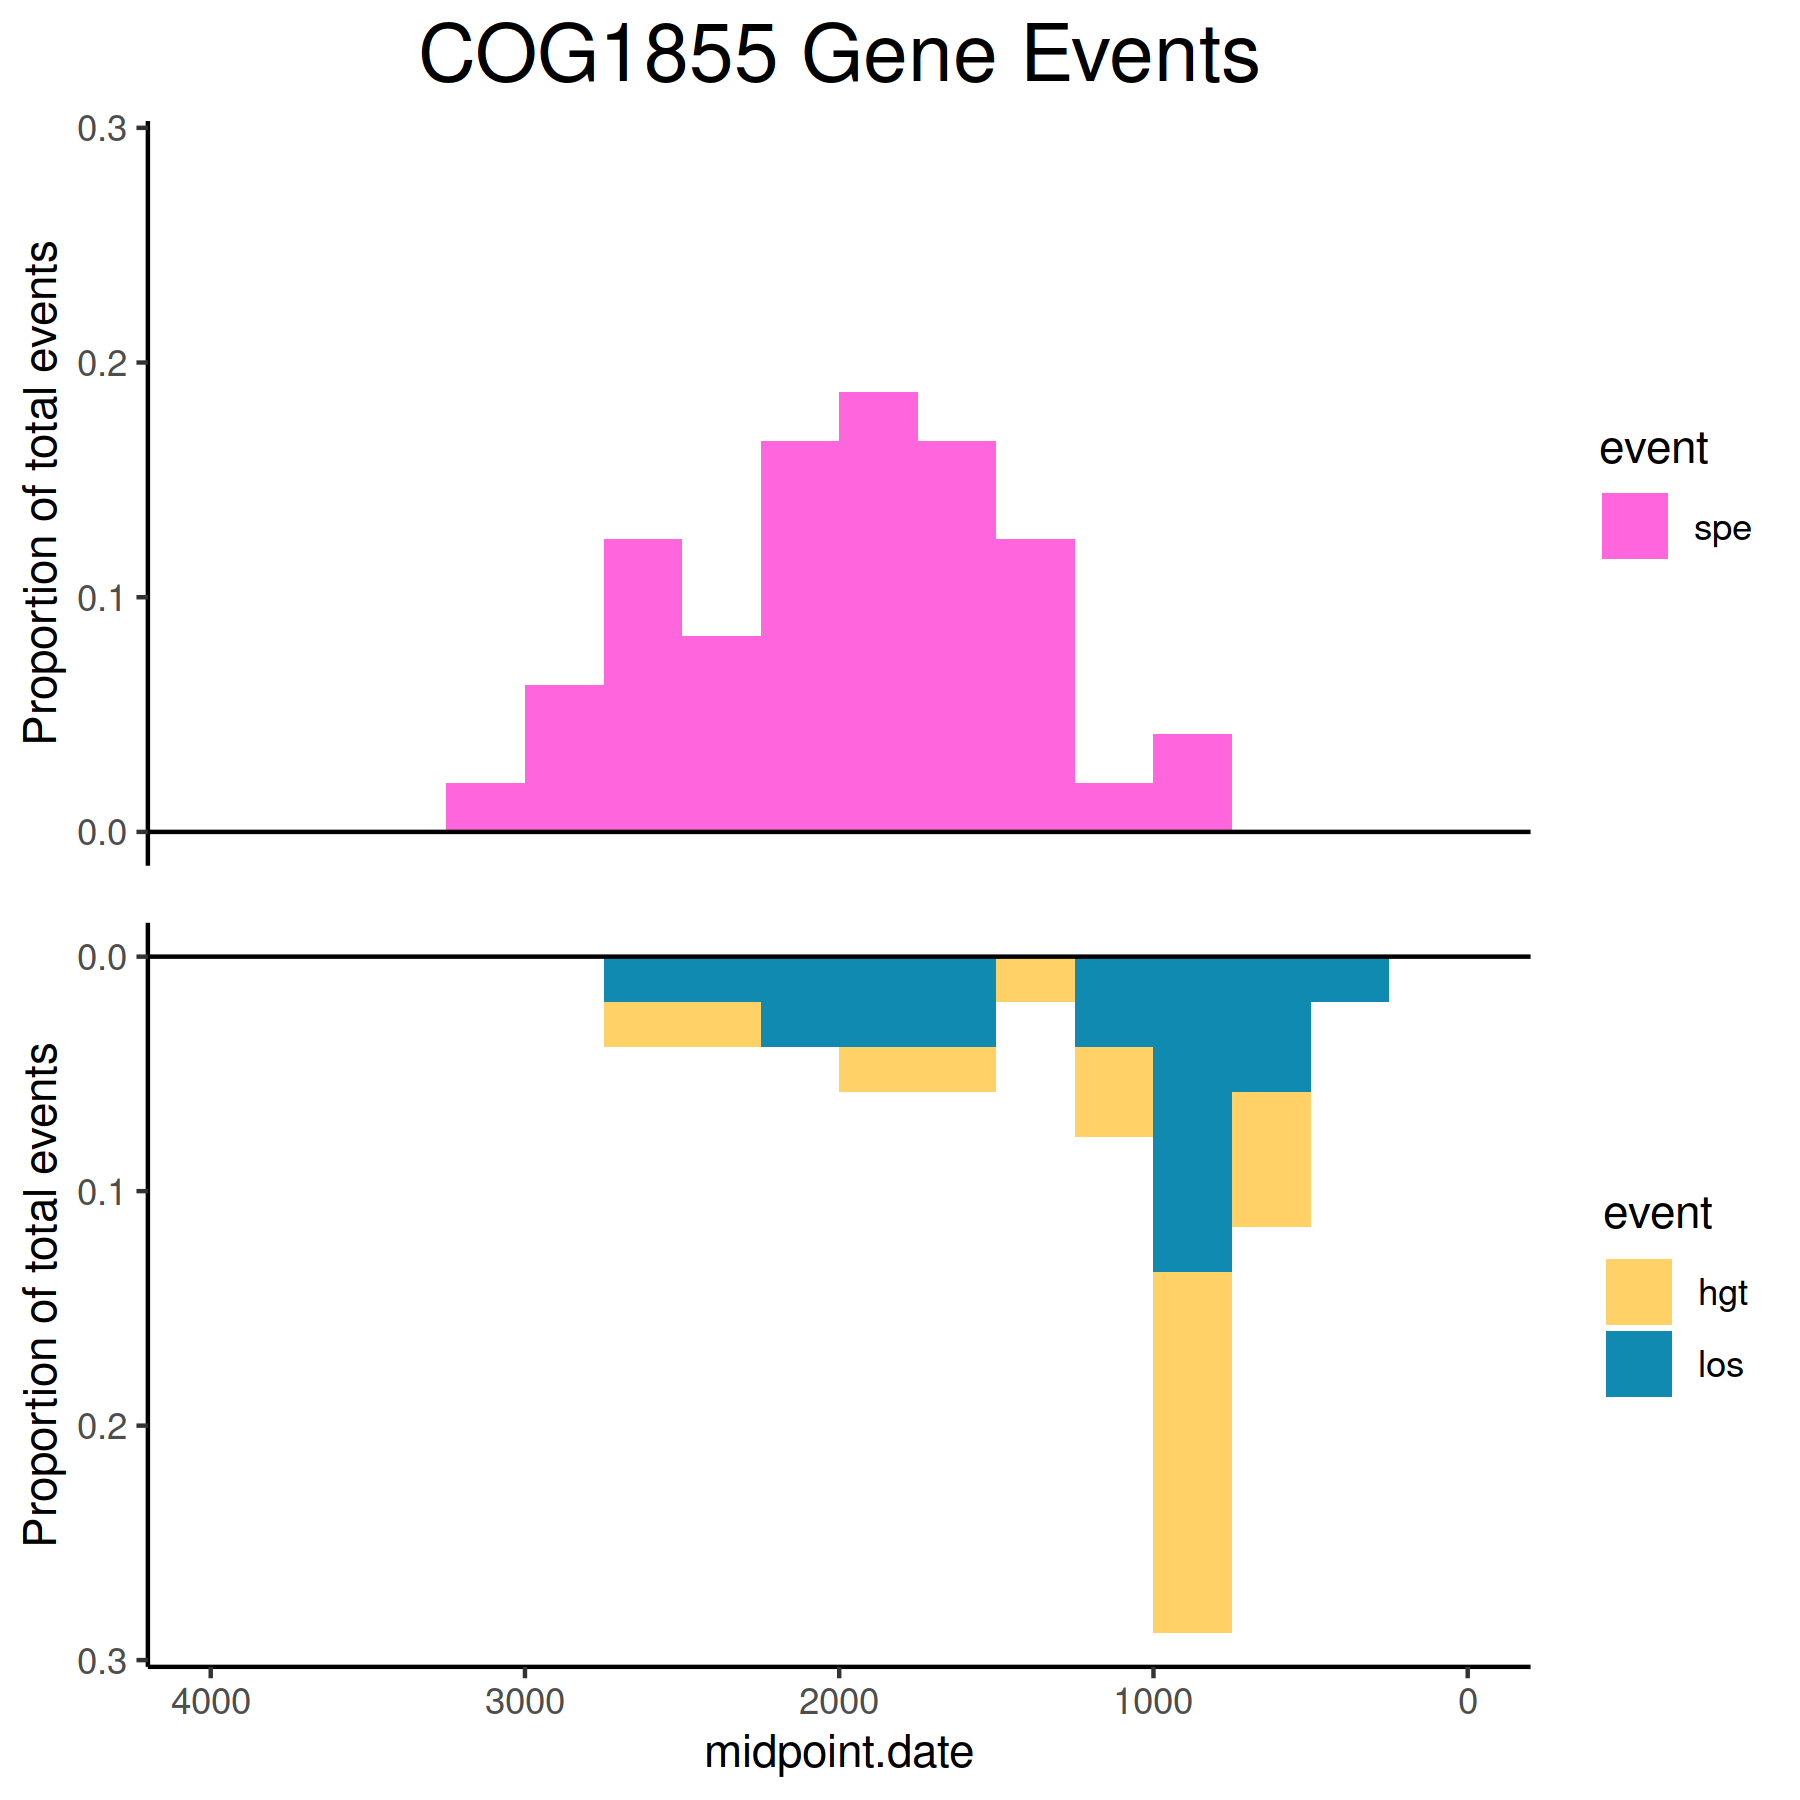 COG1855 Gene Events
0.3
0.2
0.1
0.0
Proportion of total events
event
spe
0.0
0.1
0.2
0.3
Proportion of total events
event
hgt
los
4000 3000 2000 1000 0
midpoint.date